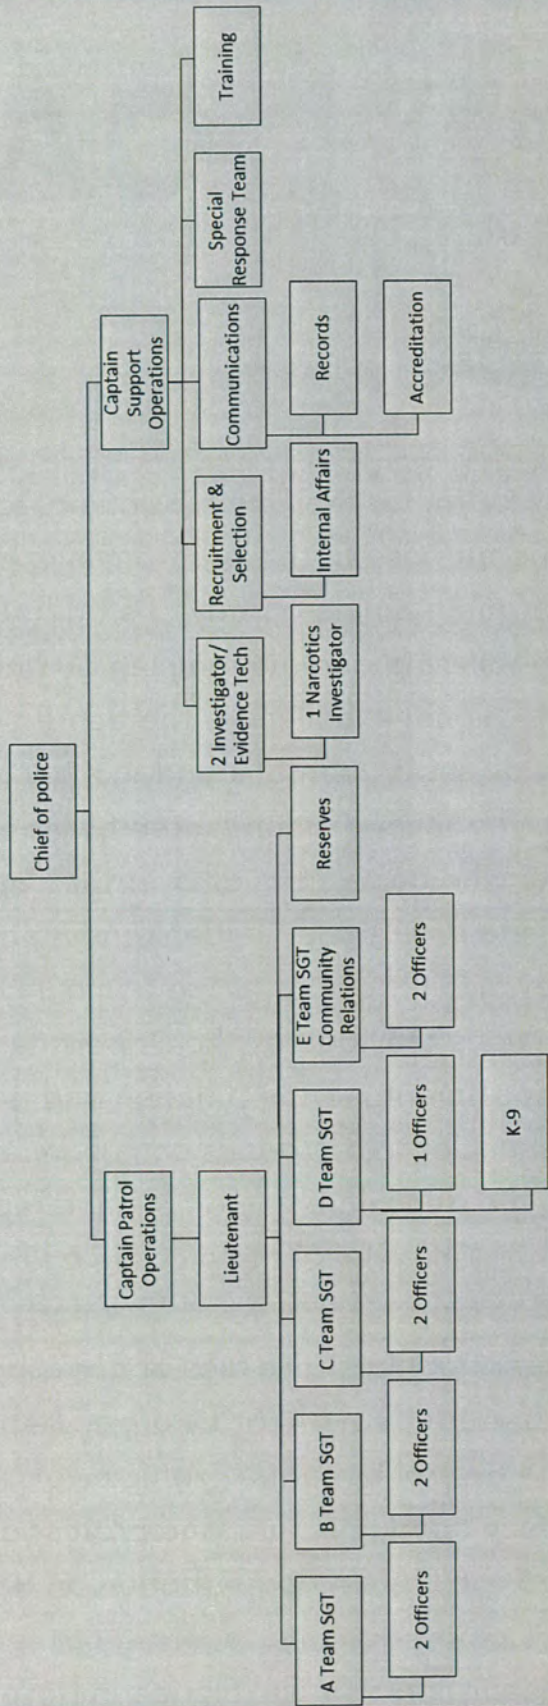 Chief of police
Captain Patrol
Operations
Captain
Support
Operations
Lieutenant
A Team SGT
B Team SGT
C Team SGT
D Team SGT
E Team SGT
Community
Relations
Reserves
2 Officers
2 Officers
2 Officers
1 Officers
2 Officers
K-9
2 Investigator/
Evidence Tech
Recruitment &
Selection
Communications
Special
Response Team
Training
1 Narcotics
Investigator
Internal Affairs
Records
Accreditation